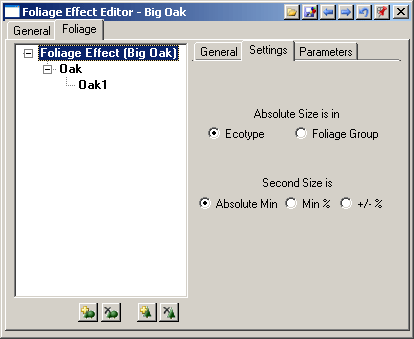 Foliage Effect Editor - Big Oak
General Foliage
Foliage Effect (Big Oak)
Oak
Oak1
General Settings Parameters
Absolute Size is in
Ecotype Foliage Group
Second Size is
Absolute Min Min % +/- %